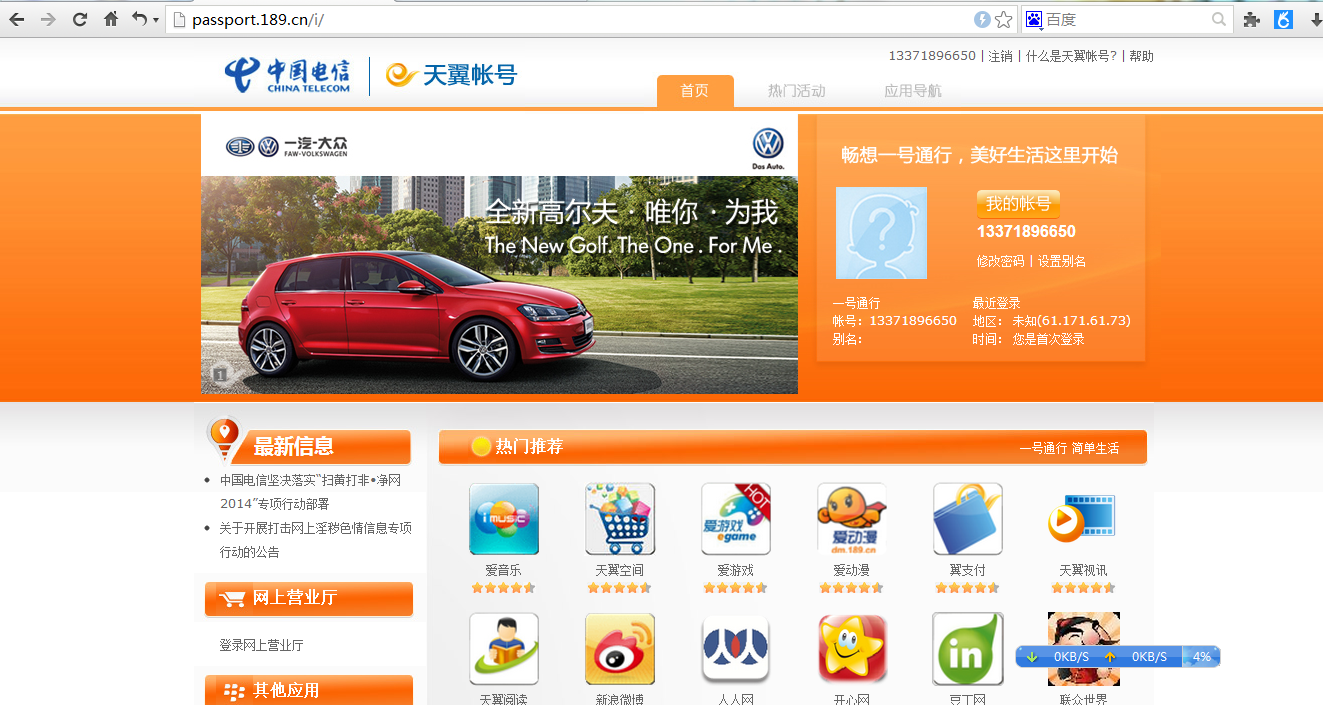 passport.189.cn/i/
百度
13371896650 | 注销 | 什么是天翼帐号? | 帮助
中国电信
CHINA TELECOM
天翼帐号
首页
热门活动
应用导航
一汽-大众
FAW-VOLKSWAGEN
Das Auto.
全新高尔夫 · 唯你 · 为我
The New Golf. The One . For Me .
1
畅想一号通行，美好生活这里开始
我的帐号
13371896650
修改密码 | 设置别名
一号通行
帐号：13371896650
别名：
最近登录
地区： 未知(61.171.61.73)
时间： 您是首次登录
最新信息
中国电信坚决落实“扫黄打非•净网
2014”专项行动部署
关于开展打击网上淫秽色情信息专项
行动的公告
网上营业厅
登录网上营业厅
其他应用
热门推荐
一号通行 简单生活
iMUSIC
爱音乐
天翼空间
HOT
爱游戏
egame
爱游戏
爱动漫
dm.189.cn
爱动漫
翼支付
天翼视讯
天翼阅读
新浪微博
人人网
开心网
in
豆丁网
联众世界
0KB/S
0KB/S
4%